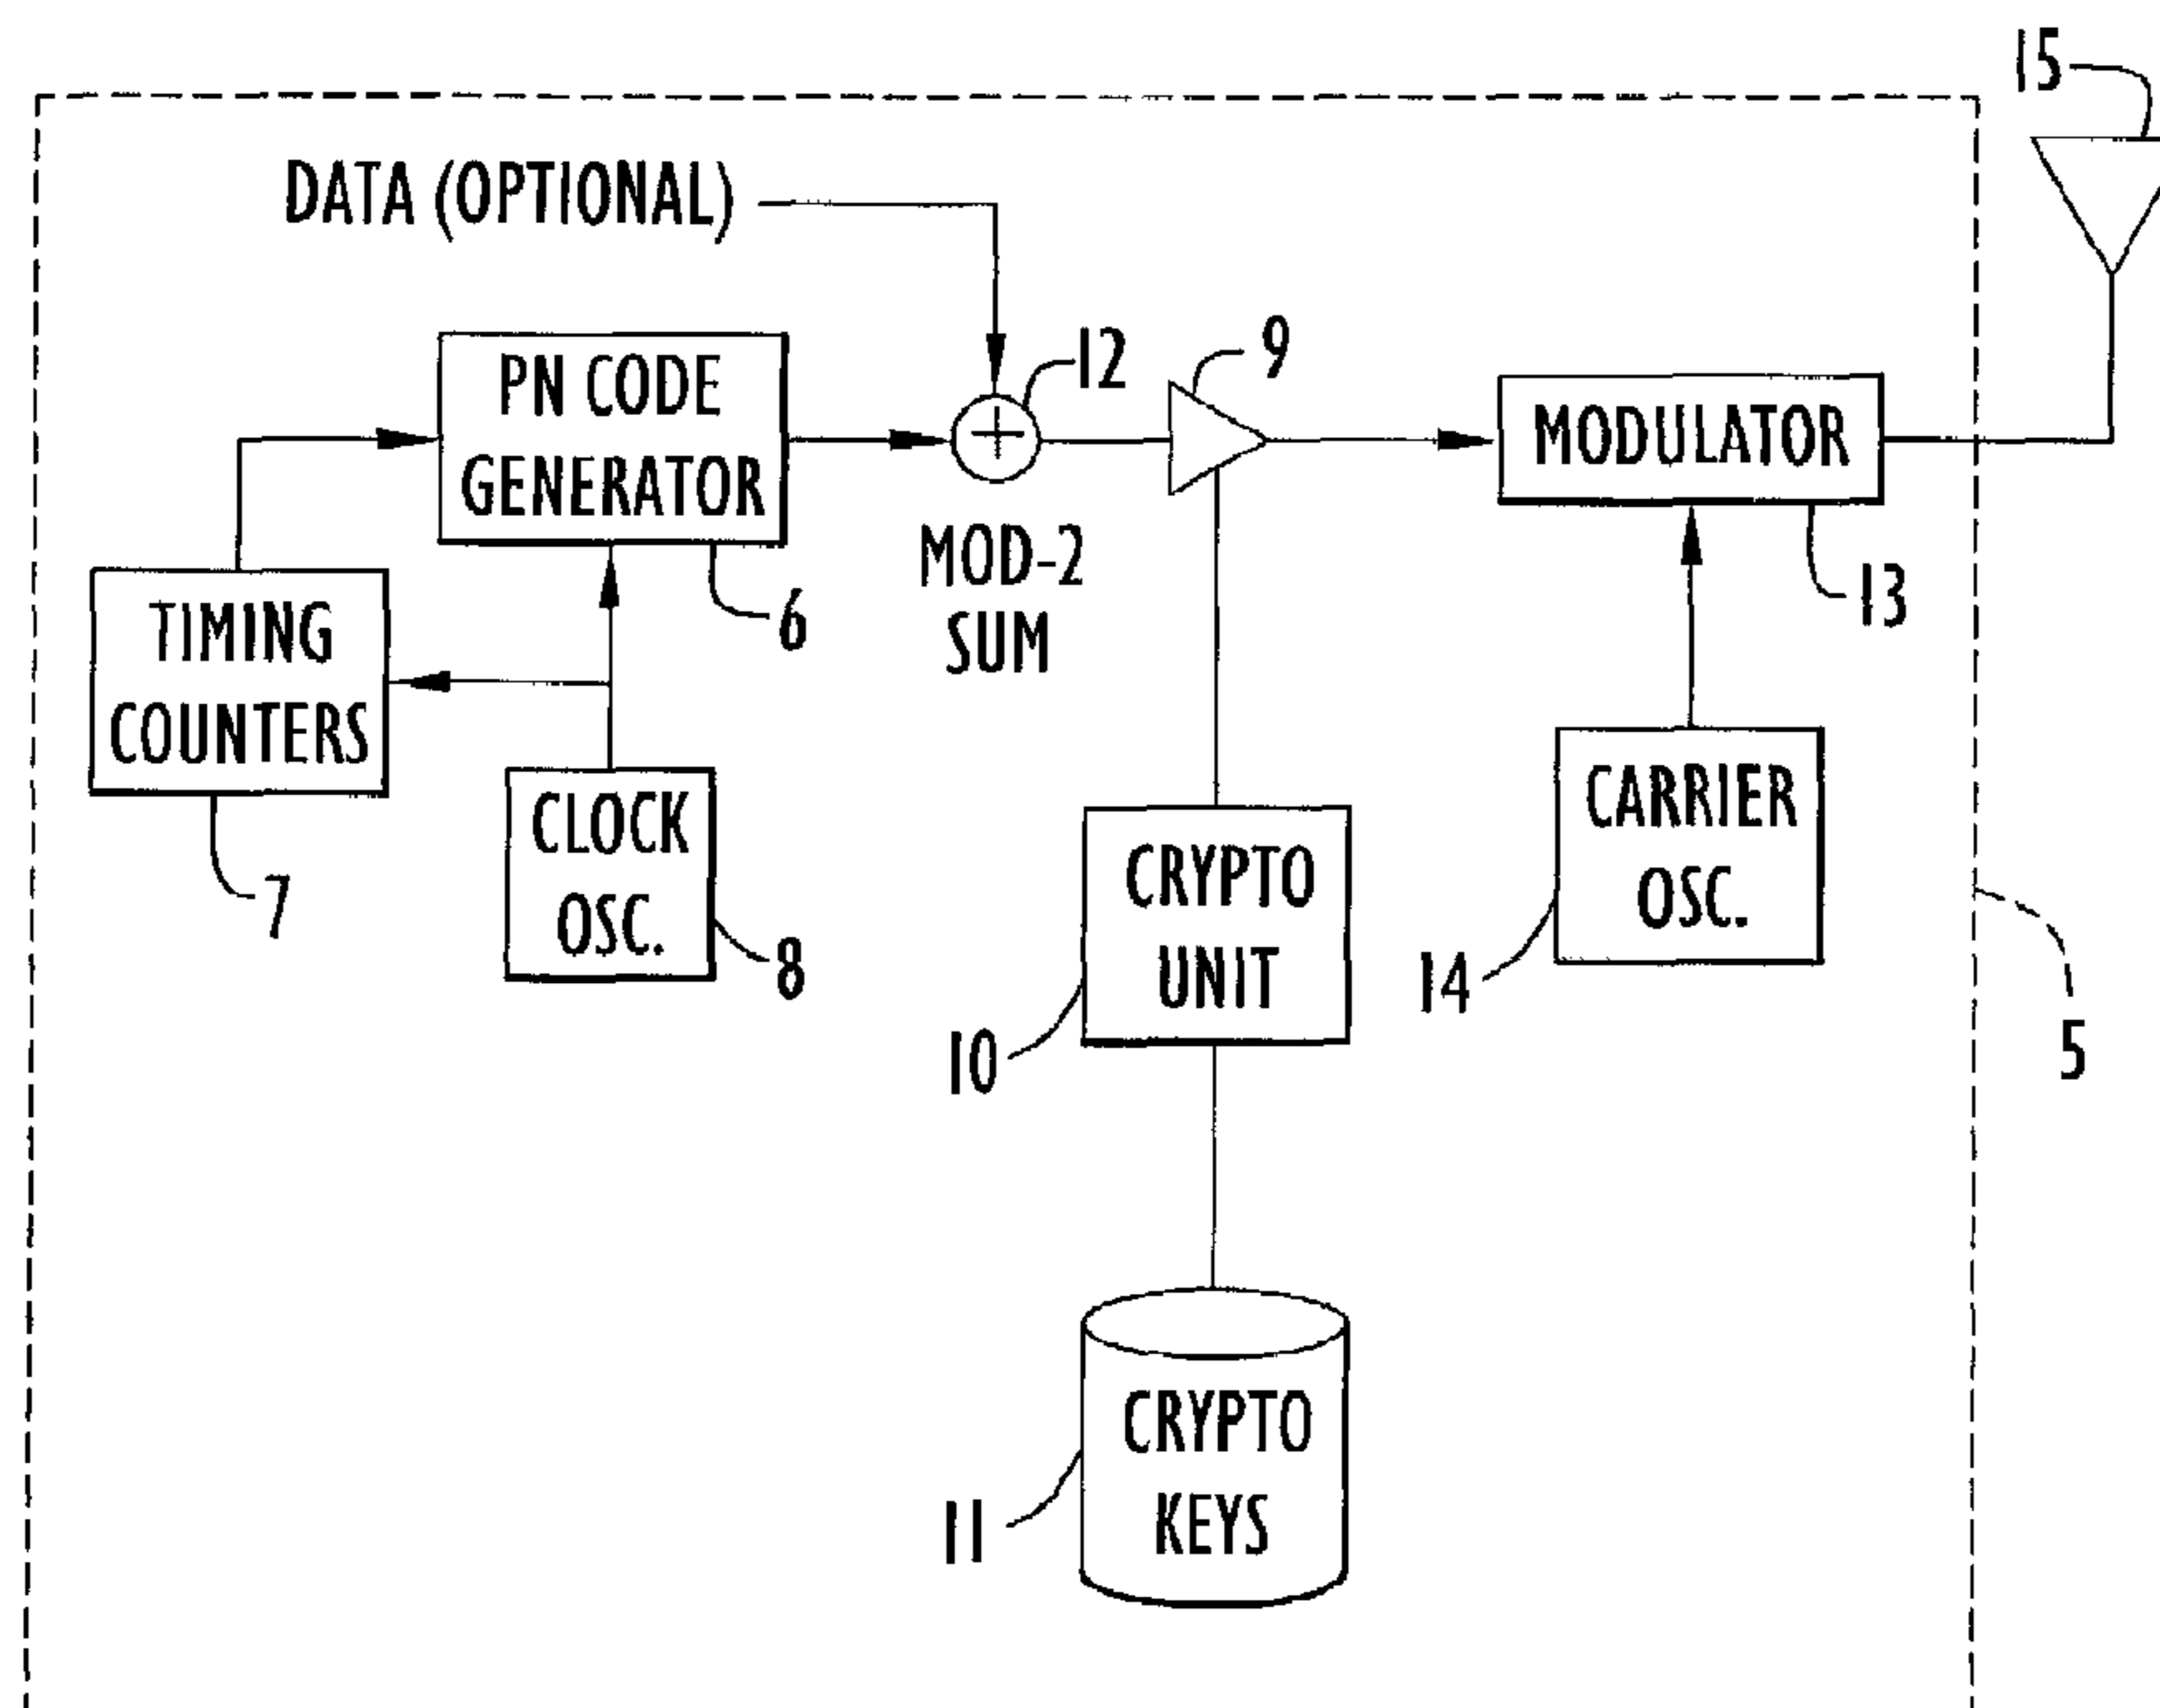 15
DATA (OPTIONAL)
12
9
PN CODE
GENERATOR
MODULATOR
MOD-2
SUM
6
13
TIMING
COUNTERS
7
CLOCK
OSC.
8
CRYPTO
UNIT
10
CARRIER
OSC.
14
5
CRYPTO
KEYS
11